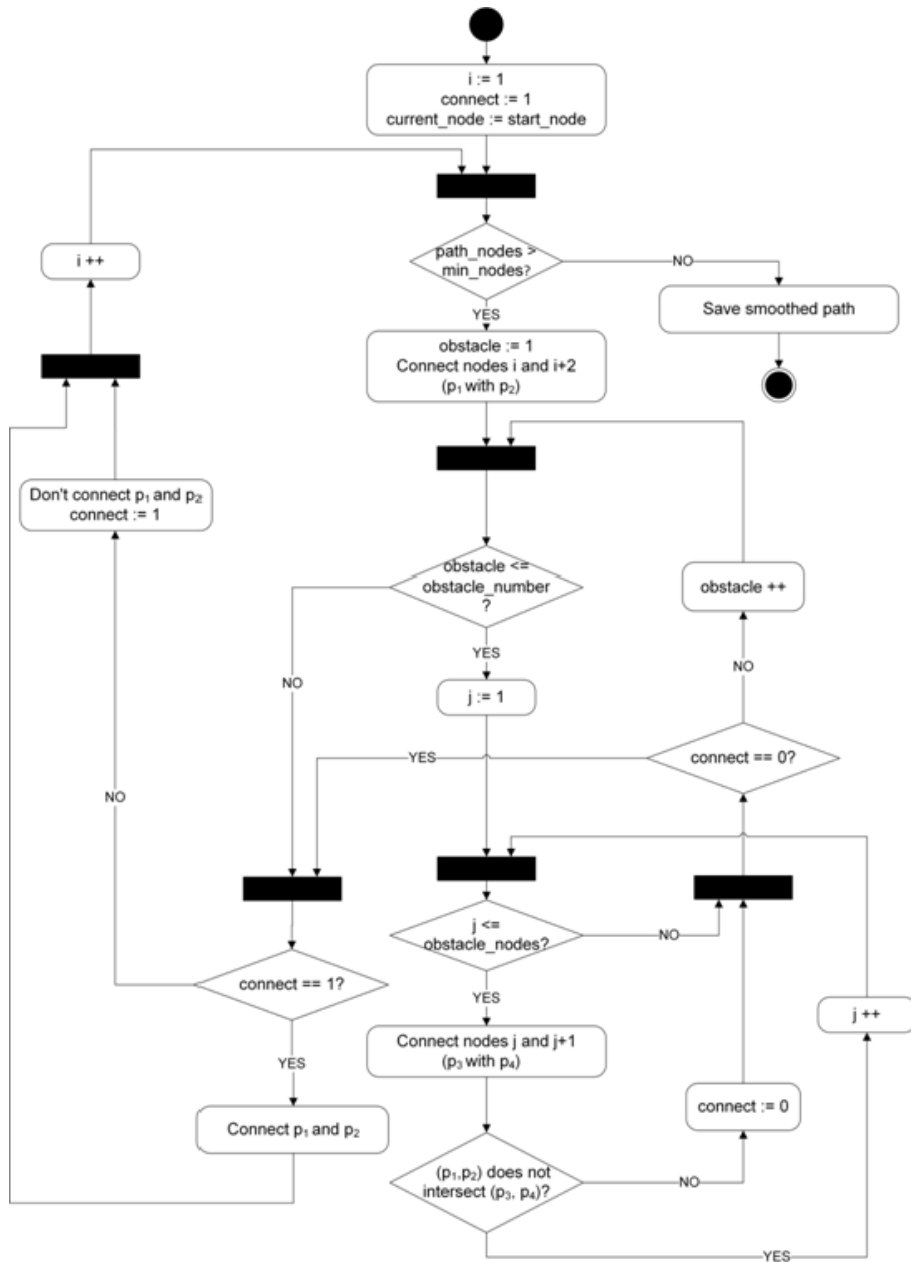 i := 1
connect := 1
current_node := start_node
path_nodes >
min_nodes?
NO
YES
i ++
Save smoothed path
obstacle := 1
Connect nodes i and i+2
(p₁ with p₂)
Don't connect p₁ and p₂
connect := 1
obstacle <=
obstacle_number
?
obstacle ++
YES
NO
NO
j := 1
YES
connect == 0?
NO
j <=
obstacle_nodes?
NO
connect == 1?
YES
j ++
Connect nodes j and j+1
(p₃ with p₄)
YES
connect := 0
Connect p₁ and p₂
(p₁,p₂) does not
intersect (p₃, p₄)?
NO
YES